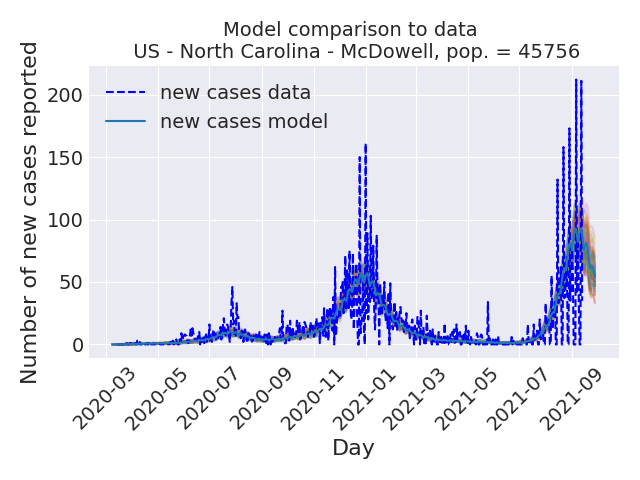 Model comparison to data
US - North Carolina - McDowell, pop. = 45756
Number of new cases reported
200
150
100
50
0
new cases data
new cases model
2020-03
2020-05
2020-07
2020-09
2020-11
2021-01
2021-03
2021-05
2021-07
2021-09
Day